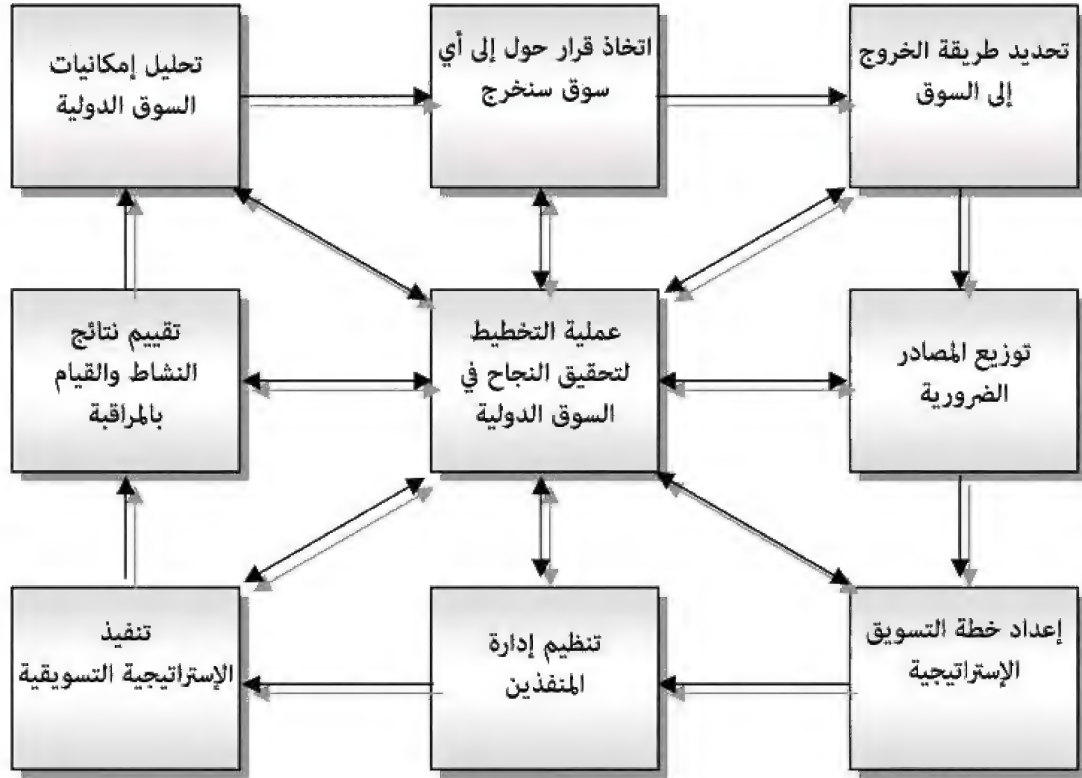 تحليل إمكانيات
السوق الدولية
اتخاذ قرار حول إلى أي
سوق سنخرج
تحديد طريقة الخروج
إلى السوق
تقييم نتائج
النشاط والقيام
بالمراقبة
عملية التخطيط
لتحقيق النجاح في
السوق الدولية
توزيع المصادر
الضرورية
تنفيذ
الإستراتيجية التسويقية
تنظيم إدارة
المنفذين
إعداد خطة التسويق
الإستراتيجية